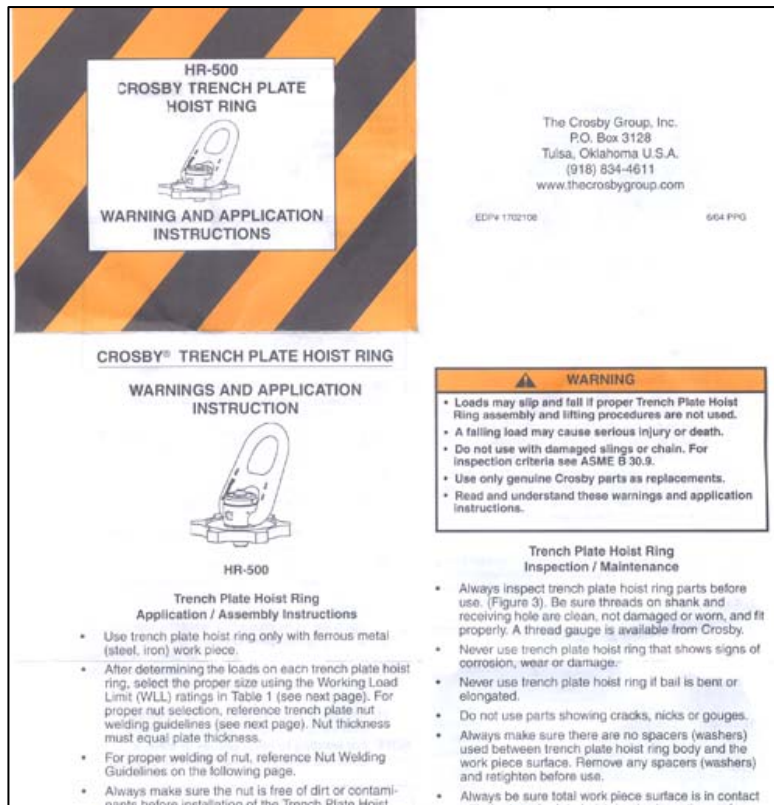 HR-500
CROSBY TRENCH PLATE
HOIST RING
WARNING AND APPLICATION
INSTRUCTIONS
The Crosby Group, Inc.
P.O. Box 3128
Tulsa, Oklahoma U.S.A.
(918) 834-4611
www.thecrosbygroup.com
EDP# 1702108 6/04 PPG
CROSBY® TRENCH PLATE HOIST RING
WARNINGS AND APPLICATION
INSTRUCTION
HR-500
Trench Plate Hoist Ring
Application / Assembly Instructions
• Use trench plate hoist ring only with ferrous metal
(steel, iron) work piece.
• After determining the loads on each trench plate hoist
ring, select the proper size using the Working Load
Limit (WLL) ratings in Table 1 (see next page). For
proper nut selection, reference trench plate nut
welding guidelines (see next page). Nut thickness
must equal plate thickness.
• For proper welding of nut, reference Nut Welding
Guidelines on the following page.
• Always make sure the nut is free of dirt or contami-
nants before installation of the Trench Plate Hoist
WARNING
• Loads may slip and fall if proper Trench Plate Hoist
Ring assembly and lifting procedures are not used.
• A falling load may cause serious injury or death.
• Do not use with damaged slings or chain. For
inspection criteria see ASME B 30.9.
• Use only genuine Crosby parts as replacements.
• Read and understand these warnings and application
instructions.
Trench Plate Hoist Ring
Inspection / Maintenance
• Always inspect trench plate hoist ring parts before
use. (Figure 3). Be sure threads on shank and
receiving hole are clean, not damaged or worn, and fit
properly. A thread gauge is available from Crosby.
• Never use trench plate hoist ring that shows signs of
corrosion, wear or damage.
• Never use trench plate hoist ring if bail is bent or
elongated.
• Do not use parts showing cracks, nicks or gouges.
• Always make sure there are no spacers (washers)
used between trench plate hoist ring body and the
work piece surface. Remove any spacers (washers)
and retighten before use.
• Always be sure total work piece surface is in contact